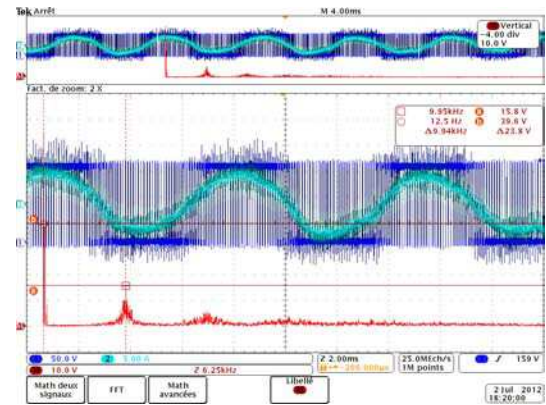 Tek Arrêt
M 4.00ms
Vertical
-4.00 div
10.0 V
Fact. de zoom: 2 X
9.95kHz
15.8 V
12.5 Hz
39.6 V
Δ9.94kHz
Δ23.8 V
50.0 V
2
5.00 A
Z 2.00ms
25.0MEch/s
1M points
159 V
10.0 V
Z 6.25kHz
Math deux signaux
FFT
Math avancées
Libellé
2 Jul 2012
18:20:00